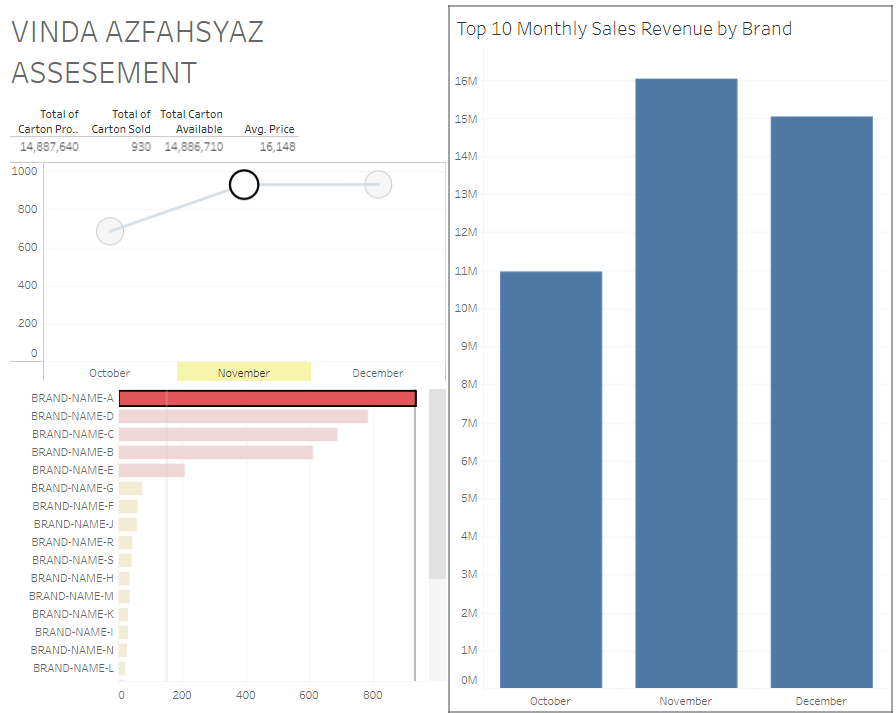 VINDA AZFAHSYAZ
ASSESEMENT
Total of Total of Total Carton
Carton Pro.. Carton Sold Available Avg. Price
14,887,640 930 14,886,710 16,148
1000
800
600
400
200
0
October November December
BRAND-NAME-A
BRAND-NAME-D
BRAND-NAME-C
BRAND-NAME-B
BRAND-NAME-E
BRAND-NAME-G
BRAND-NAME-F
BRAND-NAME-J
BRAND-NAME-R
BRAND-NAME-S
BRAND-NAME-H
BRAND-NAME-M
BRAND-NAME-K
BRAND-NAME-I
BRAND-NAME-N
BRAND-NAME-L
0 200 400 600 800
Top 10 Monthly Sales Revenue by Brand
16M
15M
14M
13M
12M
11M
10M
9M
8M
7M
6M
5M
4M
3M
2M
1M
0M
October November December